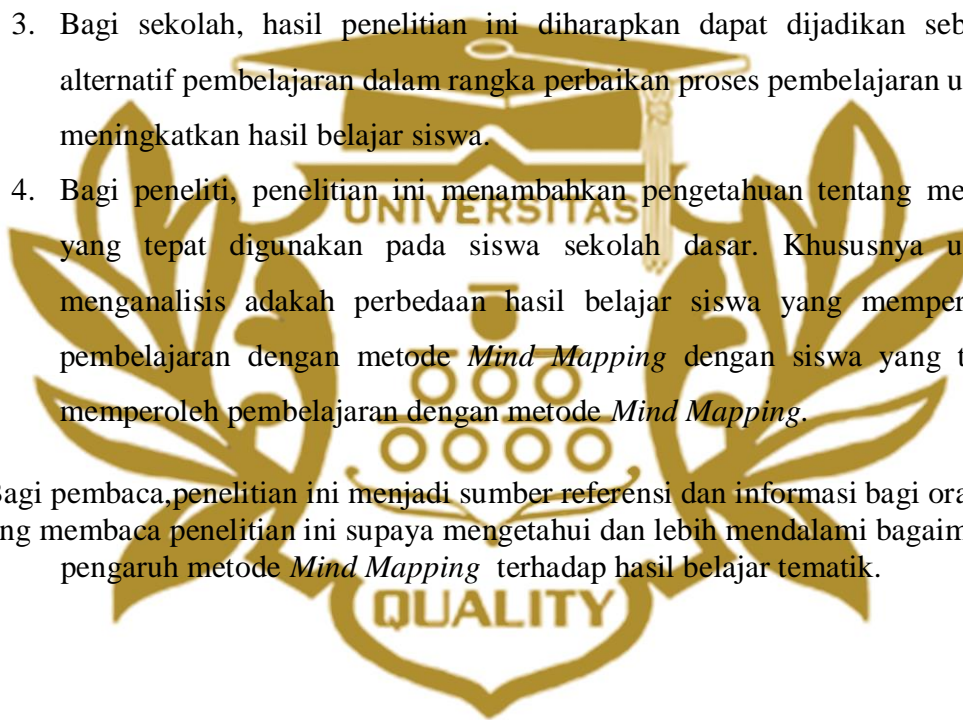 3. Bagi sekolah, hasil penelitian ini diharapkan dapat dijadikan seb
alternatif pembelajaran dalam rangka perbaikan proses pembelajaran u
meningkatkan hasil belajar siswa.
4. Bagi peneliti, penelitian ini menambahkan pengetahuan tentang me
UNIVERSITAS
yang tepat digunakan pada siswa sekolah dasar. Khususnya u
menganalisis adakah perbedaan hasil belajar siswa yang memper
pembelajaran dengan metode Mind Mapping dengan siswa yang t
memperoleh pembelajaran dengan metode Mind Mapping.
Bagi pembaca,penelitian ini menjadi sumber referensi dan informasi bagi ora
ng membaca penelitian ini supaya mengetahui dan lebih mendalami bagaim
pengaruh metode Mind Mapping terhadap hasil belajar tematik.
QUALITY